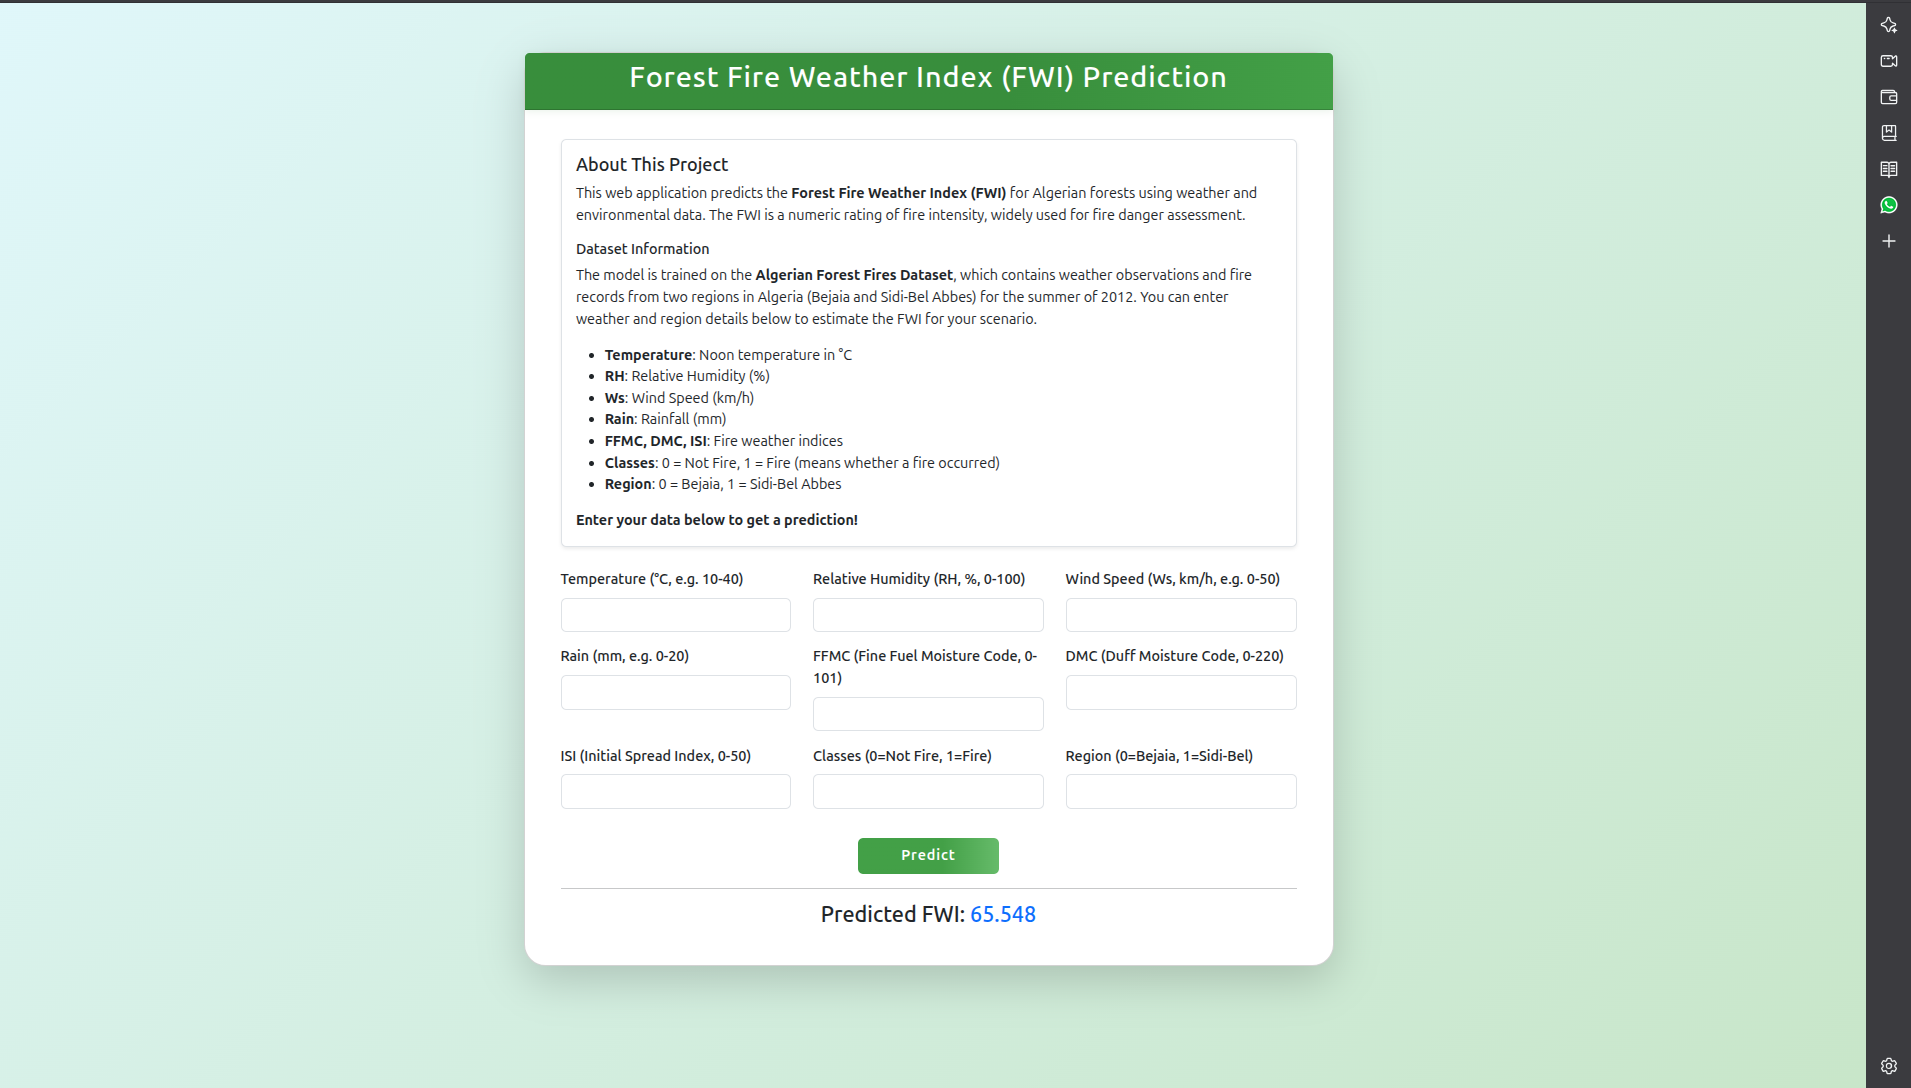 Forest Fire Weather Index (FWI) Prediction
About This Project
This web application predicts the Forest Fire Weather Index (FWI) for Algerian forests using weather and
environmental data. The FWI is a numeric rating of fire intensity, widely used for fire danger assessment.
Dataset Information
The model is trained on the Algerian Forest Fires Dataset, which contains weather observations and fire
records from two regions in Algeria (Bejaia and Sidi-Bel Abbes) for the summer of 2012. You can enter
weather and region details below to estimate the FWI for your scenario.
• Temperature: Noon temperature in °C
• RH: Relative Humidity (%)
• Ws: Wind Speed (km/h)
• Rain: Rainfall (mm)
• FFMC, DMC, ISI: Fire weather indices
• Classes: 0 = Not Fire, 1 = Fire (means whether a fire occurred)
• Region: 0 = Bejaia, 1 = Sidi-Bel Abbes
Enter your data below to get a prediction!
Temperature (°C, e.g. 10-40)
Relative Humidity (RH, %, 0-100)
Wind Speed (Ws, km/h, e.g. 0-50)
Rain (mm, e.g. 0-20)
FFMC (Fine Fuel Moisture Code, 0-
101)
DMC (Duff Moisture Code, 0-220)
ISI (Initial Spread Index, 0-50)
Classes (0=Not Fire, 1=Fire)
Region (0=Bejaia, 1=Sidi-Bel)
Predict
Predicted FWI: 65.548